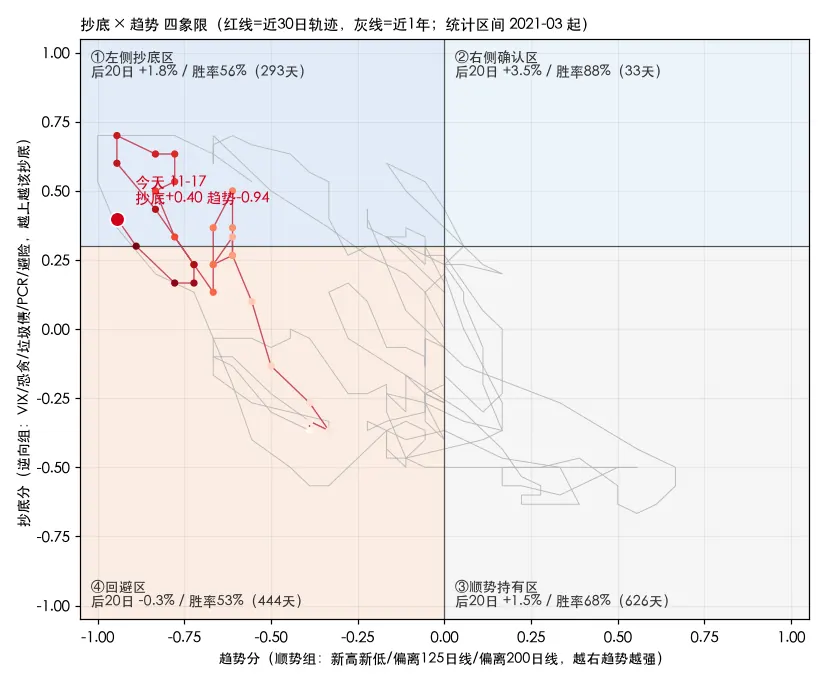 抄底 × 趋势 四象限（红线=近30日轨迹，灰线=近1年；统计区间 2021-03 起）
①左侧抄底区
后20日 +1.8% / 胜率56%（293天）
②右侧确认区
后20日 +3.5% / 胜率88%（33天）
今天 11-17
抄底+0.40 趋势-0.94
④回避区
后20日 -0.3% / 胜率53%（444天）
③顺势持有区
后20日 +1.5% / 胜率68%（626天）
抄底分（逆向组：VIX/恐贪/垃圾债/PCR/避险，越上越该抄底）
1.00
0.75
0.50
0.25
0.00
-0.25
-0.50
-0.75
-1.00
-1.00 -0.75 -0.50 -0.25 0.00 0.25 0.50 0.75 1.00
趋势分（顺势组：新高新低/偏离125日线/偏离200日线，越右趋势越强）